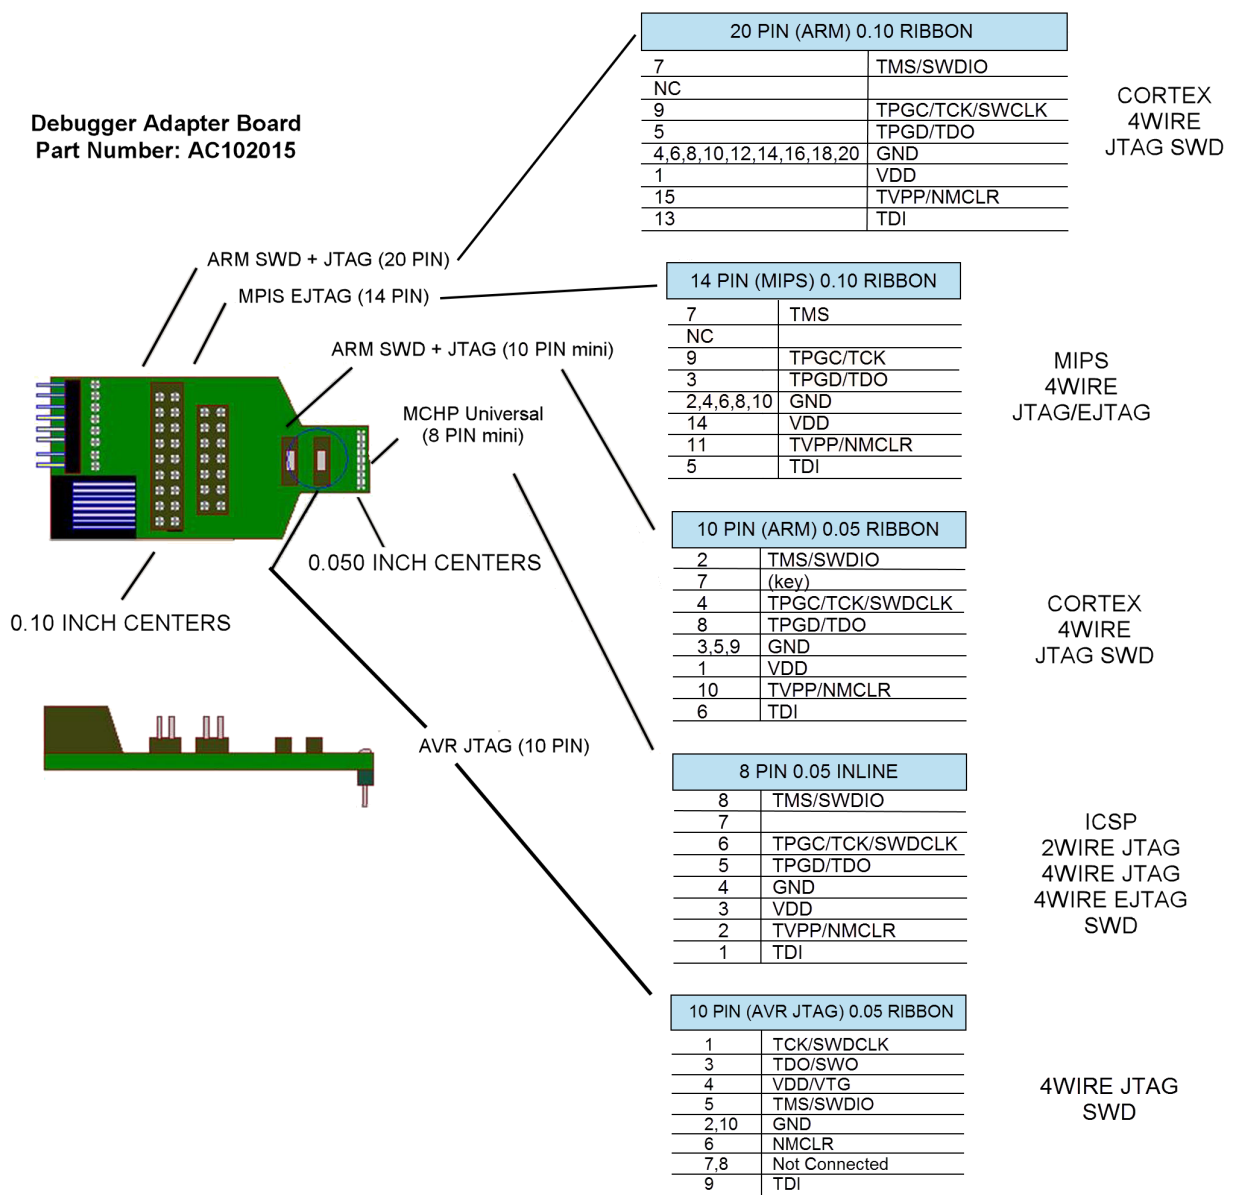 Debugger Adapter Board
Part Number: AC102015
ARM SWD + JTAG (20 PIN)
MPIS EJTAG (14 PIN)
ARM SWD + JTAG (10 PIN mini)
MCHP Universal
(8 PIN mini)
0.050 INCH CENTERS
0.10 INCH CENTERS
AVR JTAG (10 PIN)
20 PIN (ARM) 0.10 RIBBON
7 TMS/SWDIO
NC
9 TPGC/TCK/SWCLK
5 TPGD/TDO
4,6,8,10,12,14,16,18,20 GND
1 VDD
15 TVPP/NMCLR
13 TDI
CORTEX
4WIRE
JTAG SWD
14 PIN (MIPS) 0.10 RIBBON
7 TMS
NC
9 TPGC/TCK
3 TPGD/TDO
2,4,6,8,10 GND
14 VDD
11 TVPP/NMCLR
5 TDI
MIPS
4WIRE
JTAG/EJTAG
10 PIN (ARM) 0.05 RIBBON
2 TMS/SWDIO
7 (key)
4 TPGC/TCK/SWDCLK
8 TPGD/TDO
3,5,9 GND
1 VDD
10 TVPP/NMCLR
6 TDI
CORTEX
4WIRE
JTAG SWD
8 PIN 0.05 INLINE
8 TMS/SWDIO
7
6 TPGC/TCK/SWDCLK
5 TPGD/TDO
4 GND
3 VDD
2 TVPP/NMCLR
1 TDI
ICSP
2WIRE JTAG
4WIRE JTAG
4WIRE EJTAG
SWD
10 PIN (AVR JTAG) 0.05 RIBBON
1 TCK/SWDCLK
3 TDO/SWO
4 VDD/VTG
5 TMS/SWDIO
2,10 GND
6 NMCLR
7,8 Not Connected
9 TDI
4WIRE JTAG
SWD